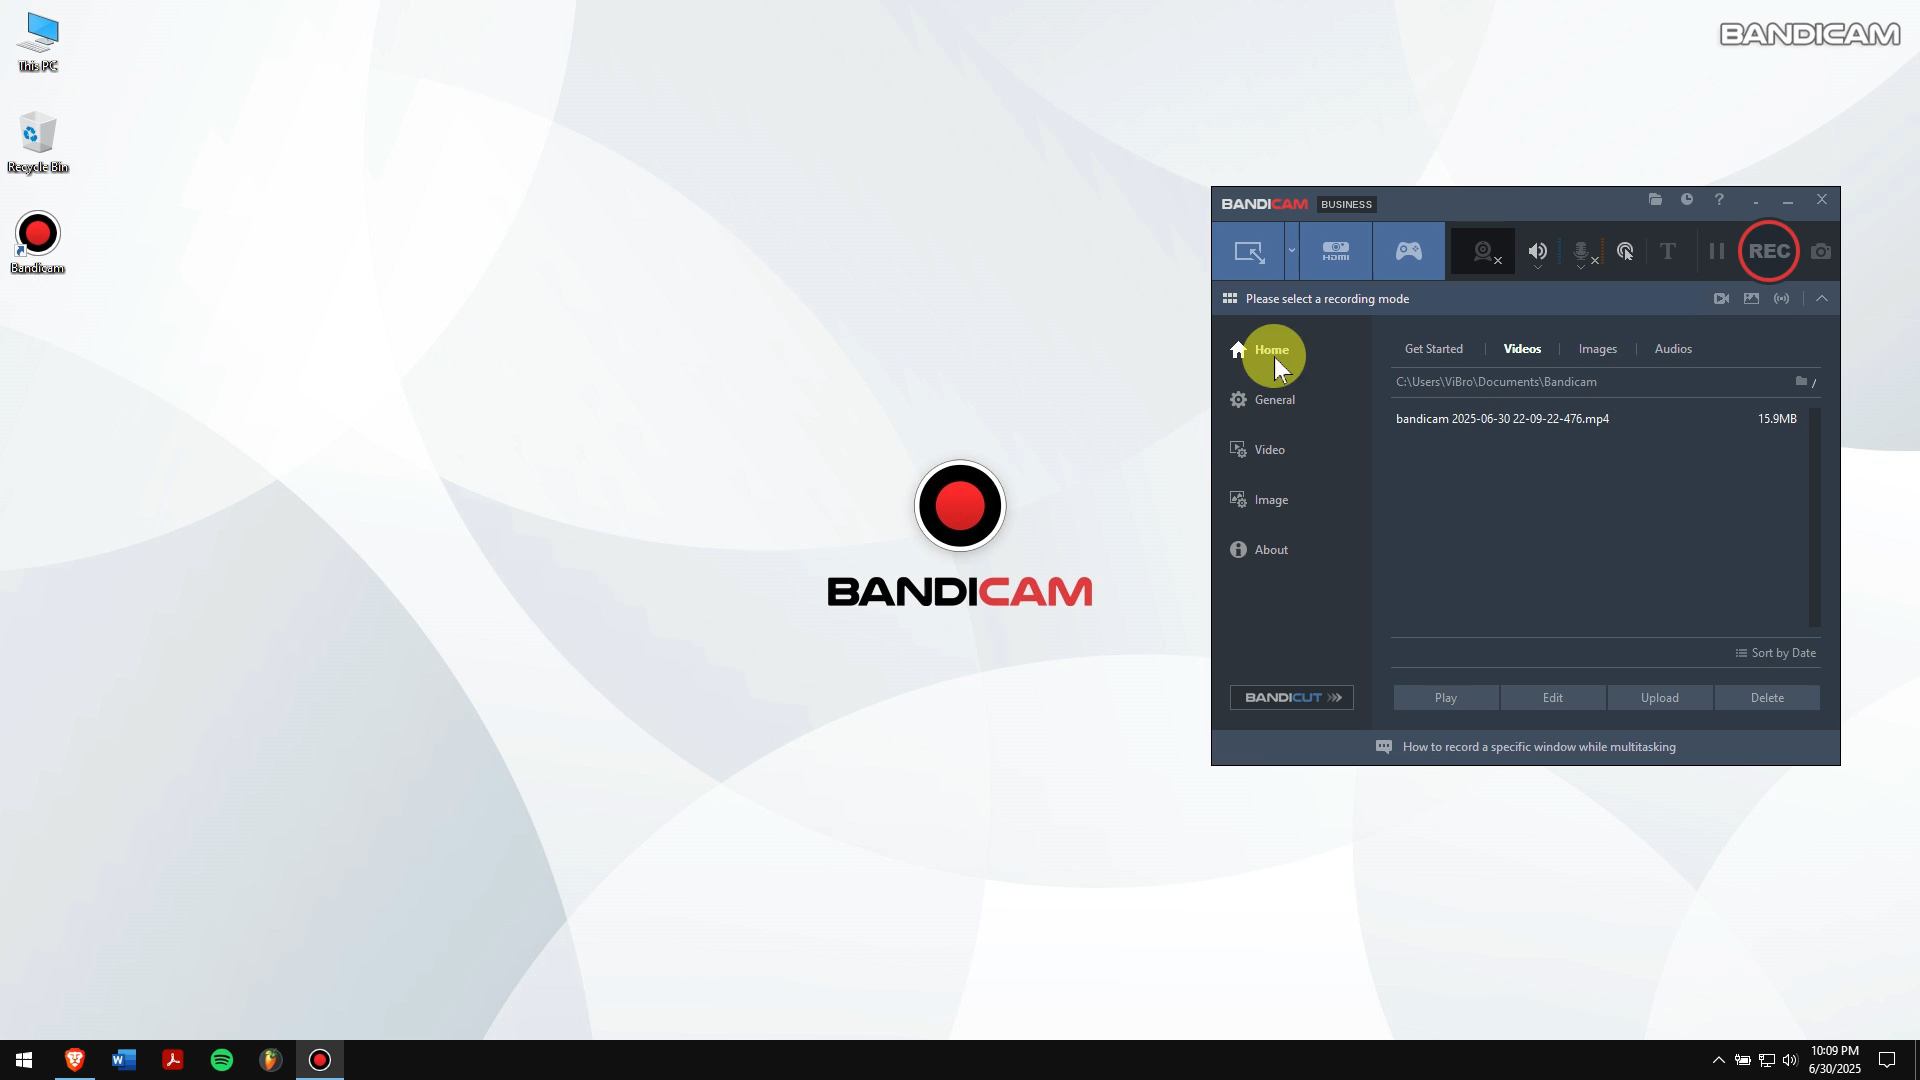 This PC
Recycle Bin
Bandicam
BANDICAM
BANDICAM
BANDICAM BUSINESS
?
HDMI
T
REC
Please select a recording mode
Home
General
Video
Image
About
BANDICUT
Get Started
Videos
Images
Audios
C:\Users\ViBro\Documents\Bandicam
/
bandicam 2025-06-30 22-09-22-476.mp4 15.9MB
Sort by Date
Play
Edit
Upload
Delete
How to record a specific window while multitasking
10:09 PM
6/30/2025